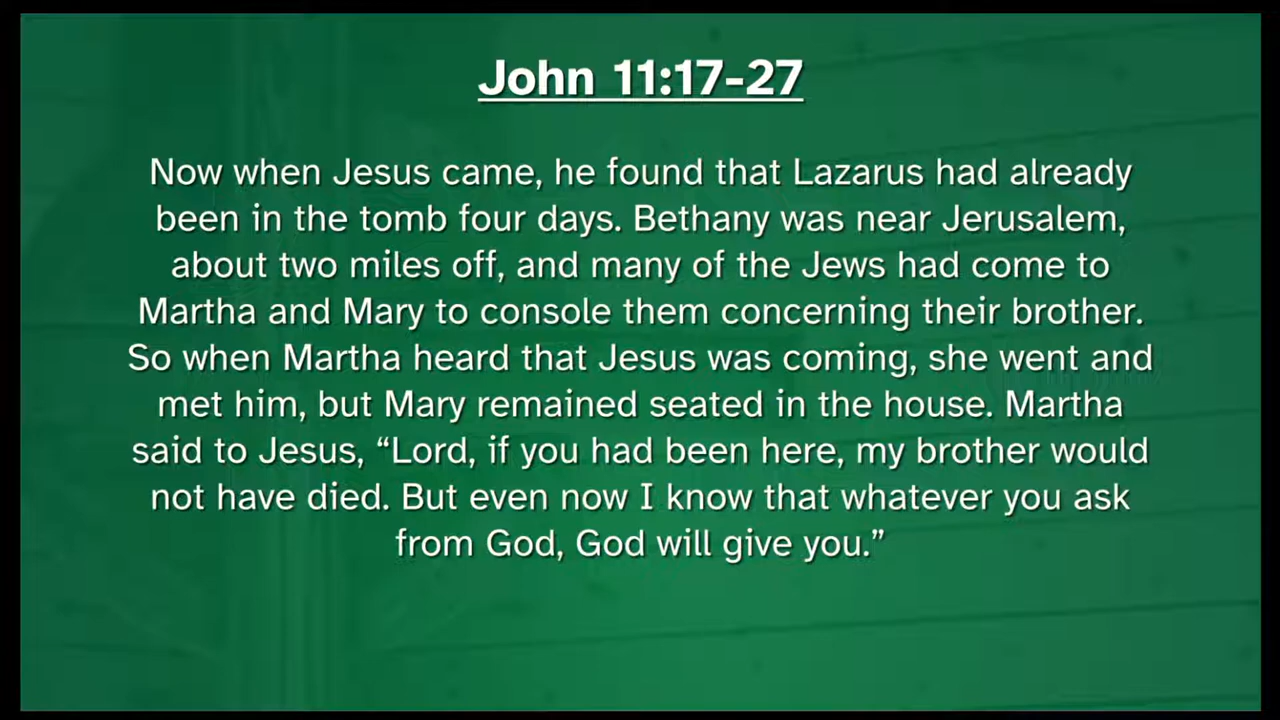 John 11:17-27
Now when Jesus came, he found that Lazarus had already
been in the tomb four days. Bethany was near Jerusalem,
about two miles off, and many of the Jews had come to
Martha and Mary to console them concerning their brother.
So when Martha heard that Jesus was coming, she went and
met him, but Mary remained seated in the house. Martha
said to Jesus, “Lord, if you had been here, my brother would
not have died. But even now I know that whatever you ask
from God, God will give you.”